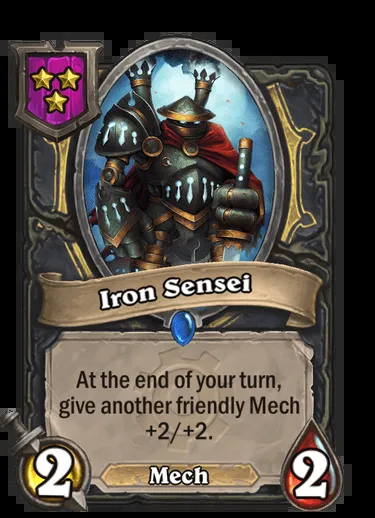 Iron Sensei
At the end of your turn,
give another friendly Mech
+2/+2.
2
Mech
2